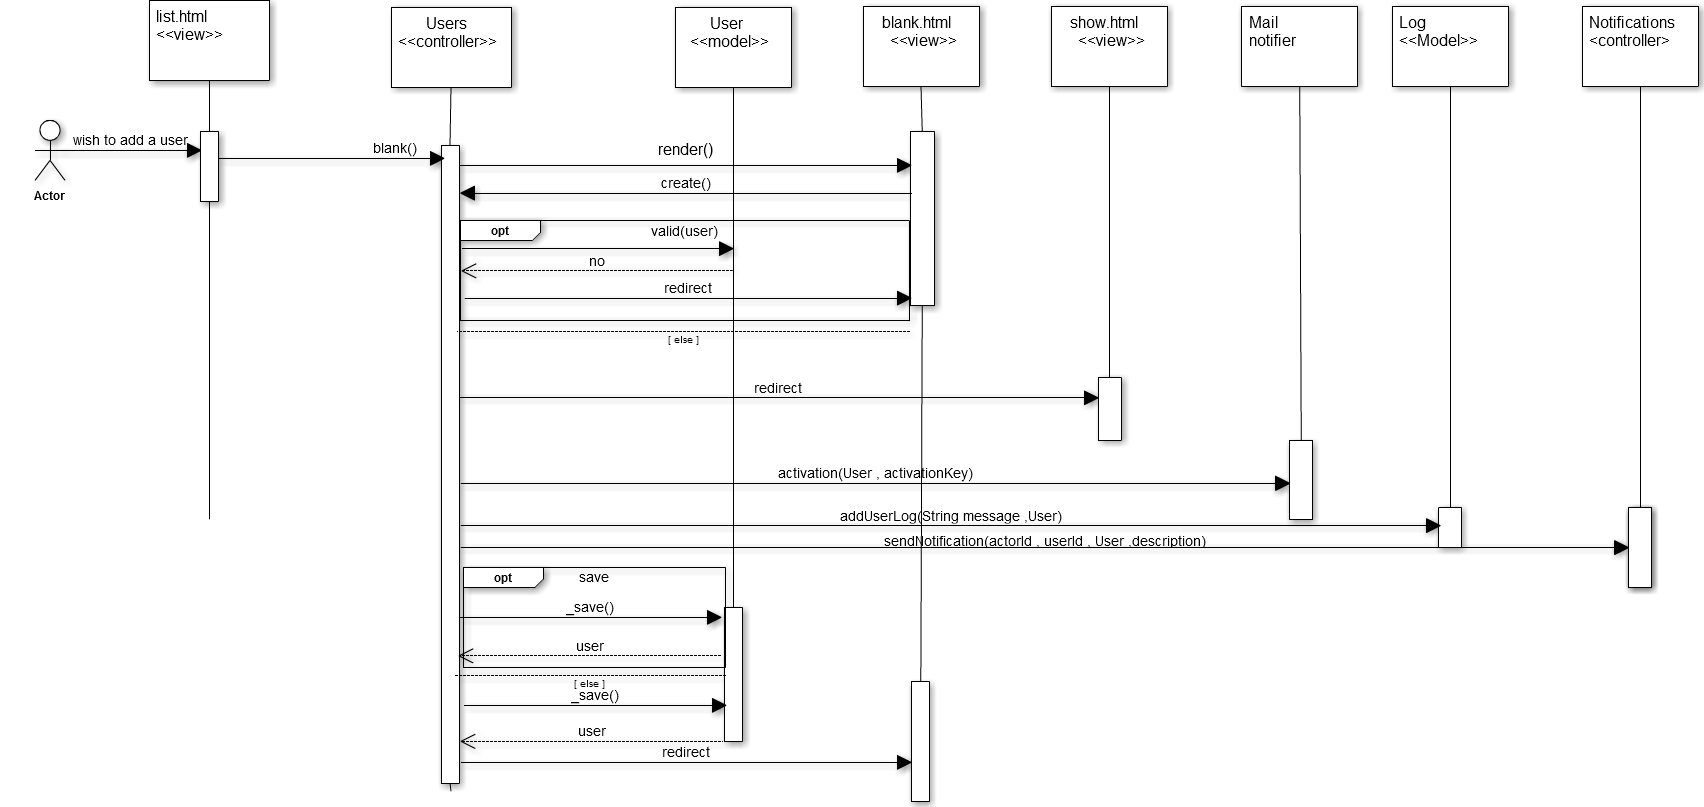 list.html
<<view>>
Users
<<controller>>
User
<<model>>
blank.html
<<view>>
show.html
<<view>>
Mail
notifier
Log
<<Model>>
Notifications
<controller>
wish to add a user
Actor
blank()
render()
create()
opt
valid(user)
no
redirect
[ else ]
redirect
activation(User , activationKey)
addUserLog(String message ,User)
sendNotification(actorId , userId , User ,description)
opt
save
_save()
user
[ else ]
_save()
user
redirect